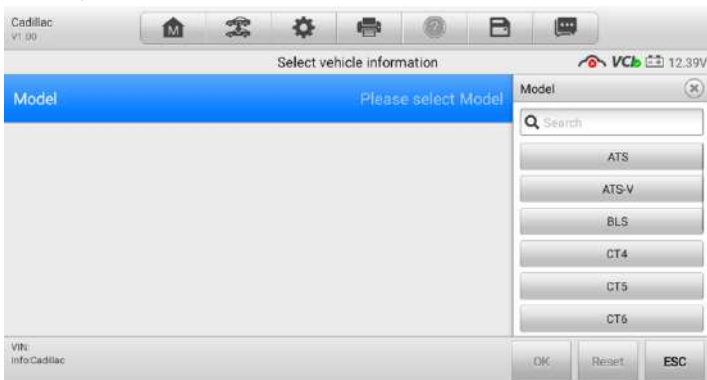 Cadillac
V1.00
M
Select vehicle information
VCI 12.39V
Model
Please select Model
Model
Search
ATS
ATS-V
BLS
CT4
CT5
CT6
VIN:
Info:Cadillac
OK
Reset
ESC